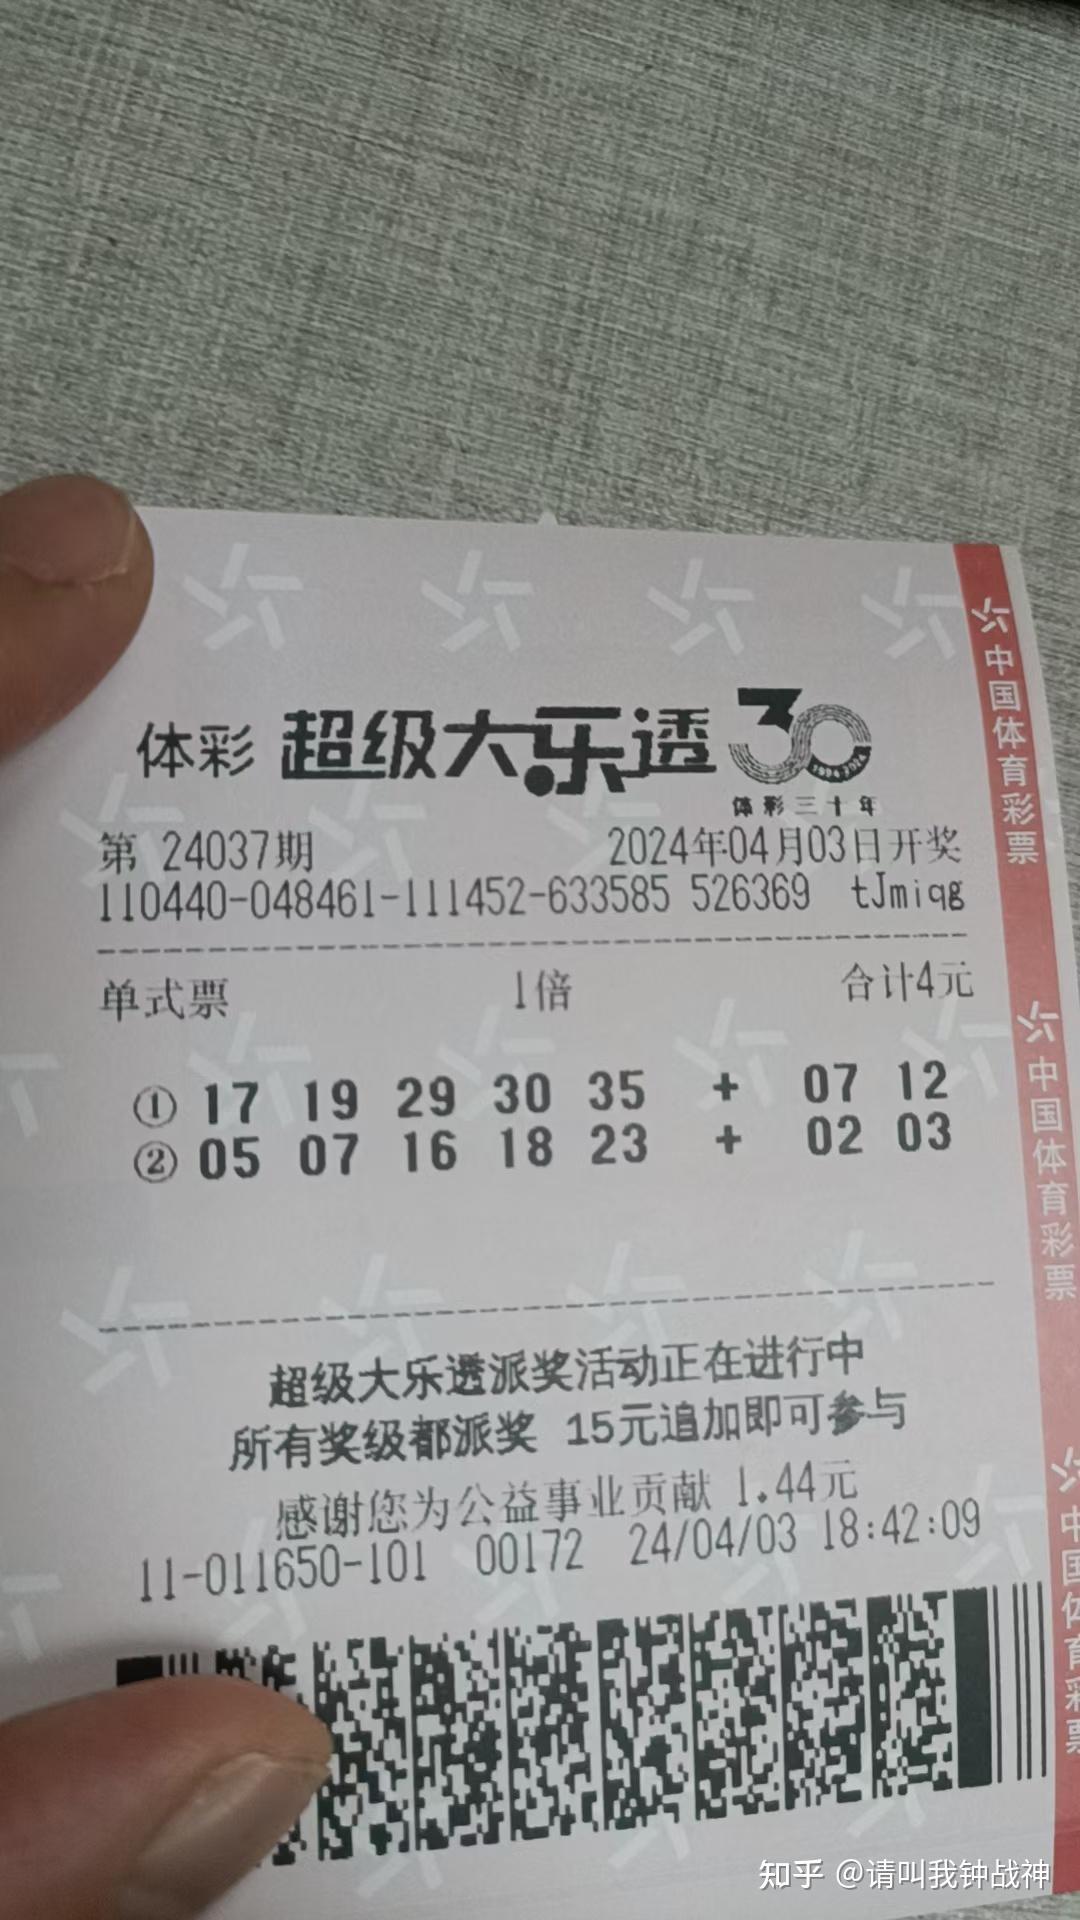 体彩 超级大乐透 30
1994-2024
体彩三十年
第 24037期 2024年04月03日开奖
110440-048461-111452-633585 526369 tJmiqg
单式票 1倍 合计4元
① 17 19 29 30 35 + 07 12
② 05 07 16 18 23 + 02 03
超级大乐透派奖活动正在进行中
所有奖级都派奖 15元追加即可参与
感谢您为公益事业贡献 1.44元
11-011650-101 00172 24/04/03 18:42:09
中国体育彩票
中国体育彩票
中国体育彩票
知乎 @请叫我钟战神